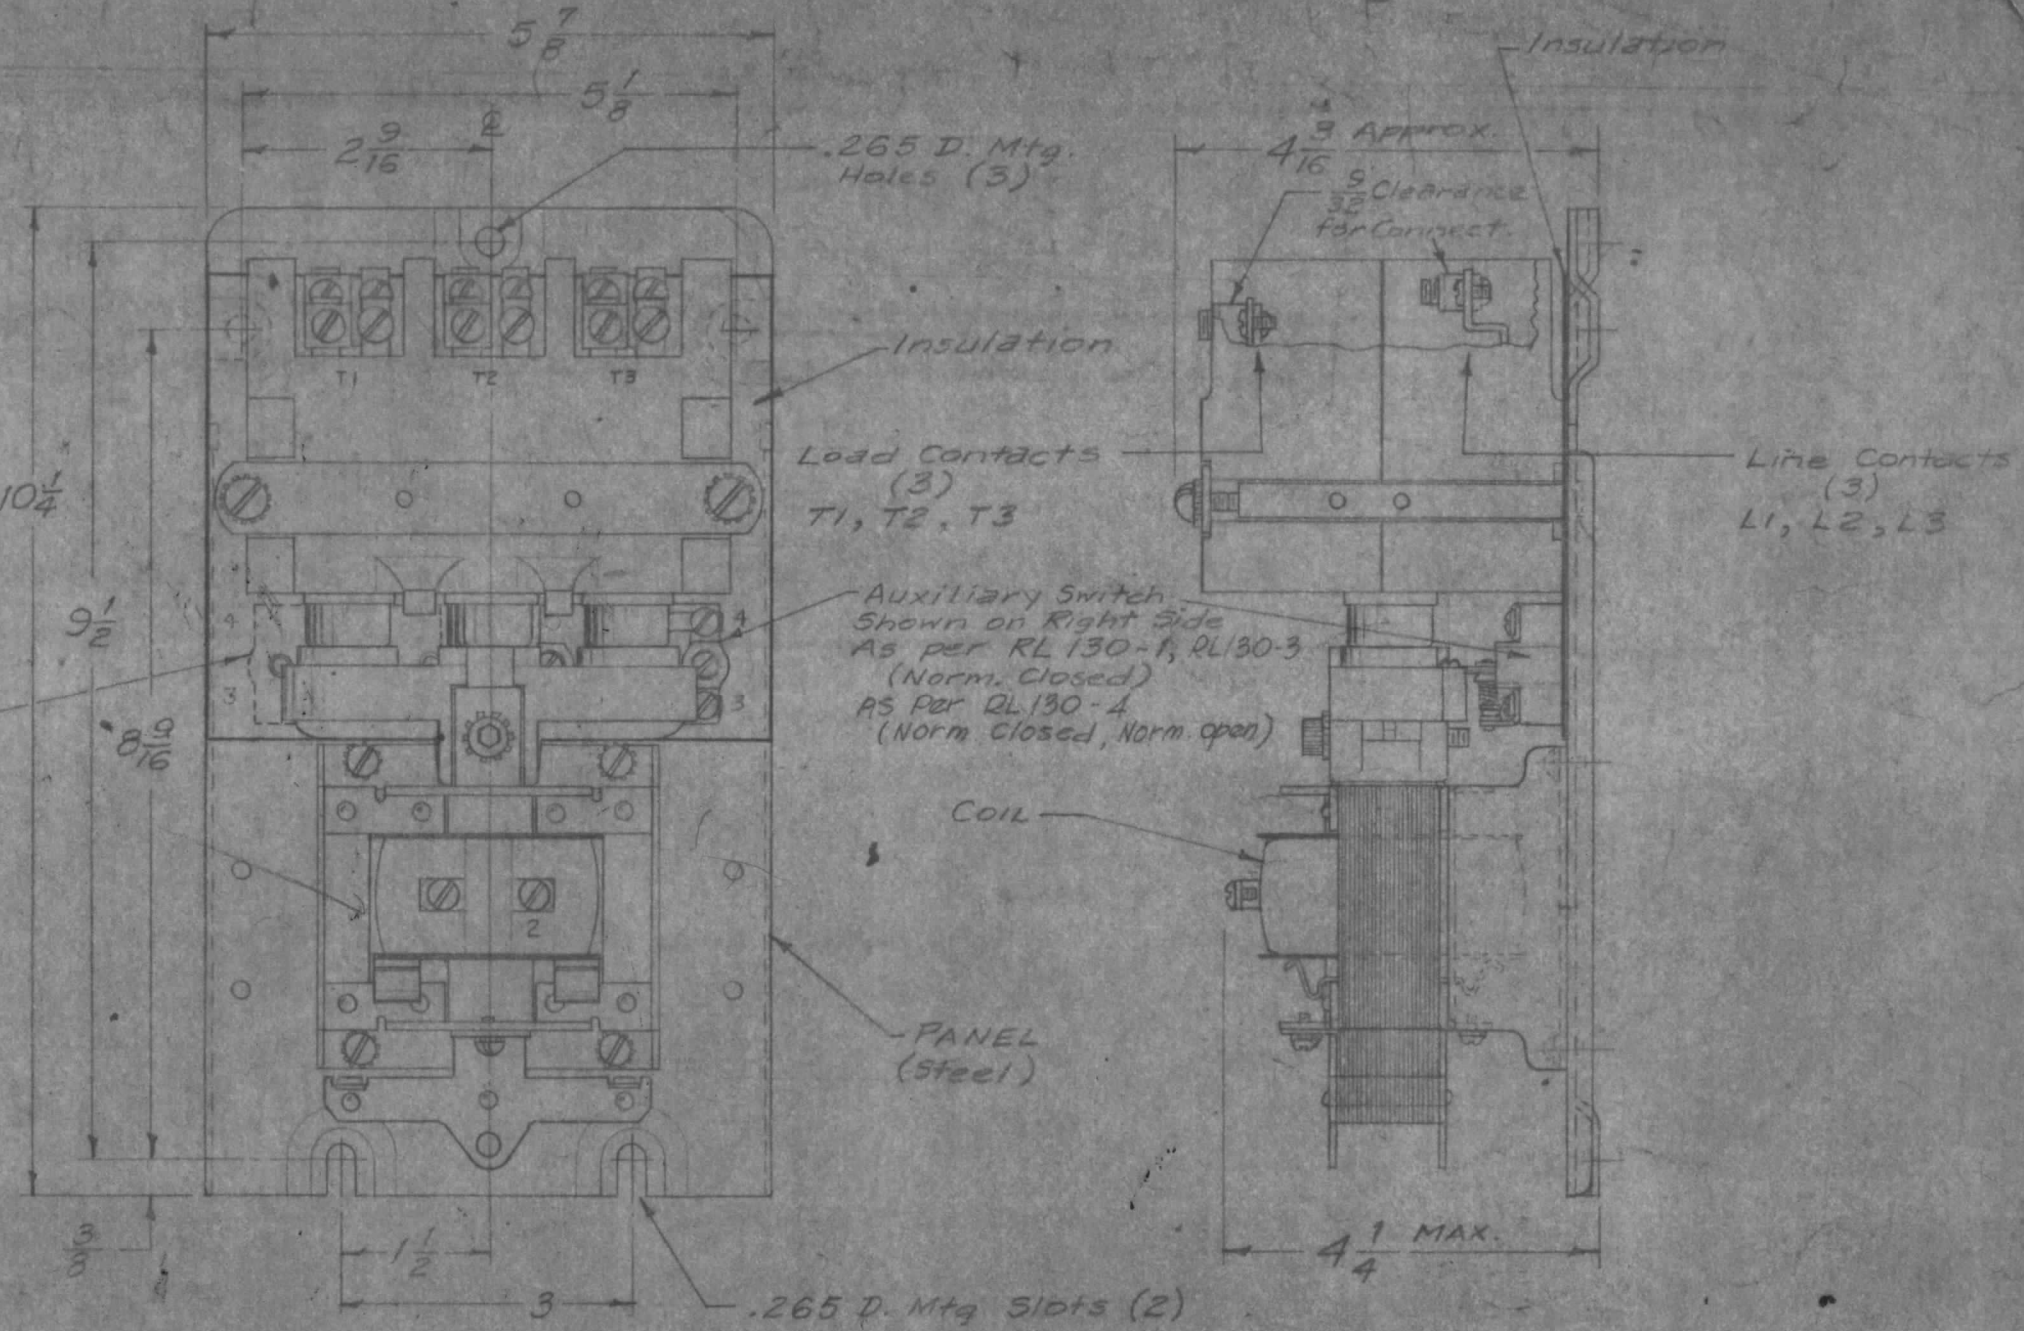 5 7/8
5 1/8
2 9/16
.265 D. Mtg.
Holes (3)
T1 T2 T3
Insulation
10 1/4
9 1/2
8 9/16
3/8
Load Contacts
(3)
T1, T2, T3
Auxiliary Switch
Shown on Right Side
As per RL 130-1, RL130-3
(Norm. Closed)
As Per RL 130-4
(Norm Closed, Norm. open)
4
3
4
3
Coil
2
PANEL
(Steel)
1 1/2
3
.265 D. Mtg Slots (2)
Insulation
Approx.
9/32 Clearance
for Connect.
Line Contacts
(3)
L1, L2, L3
4 1/4 MAX.